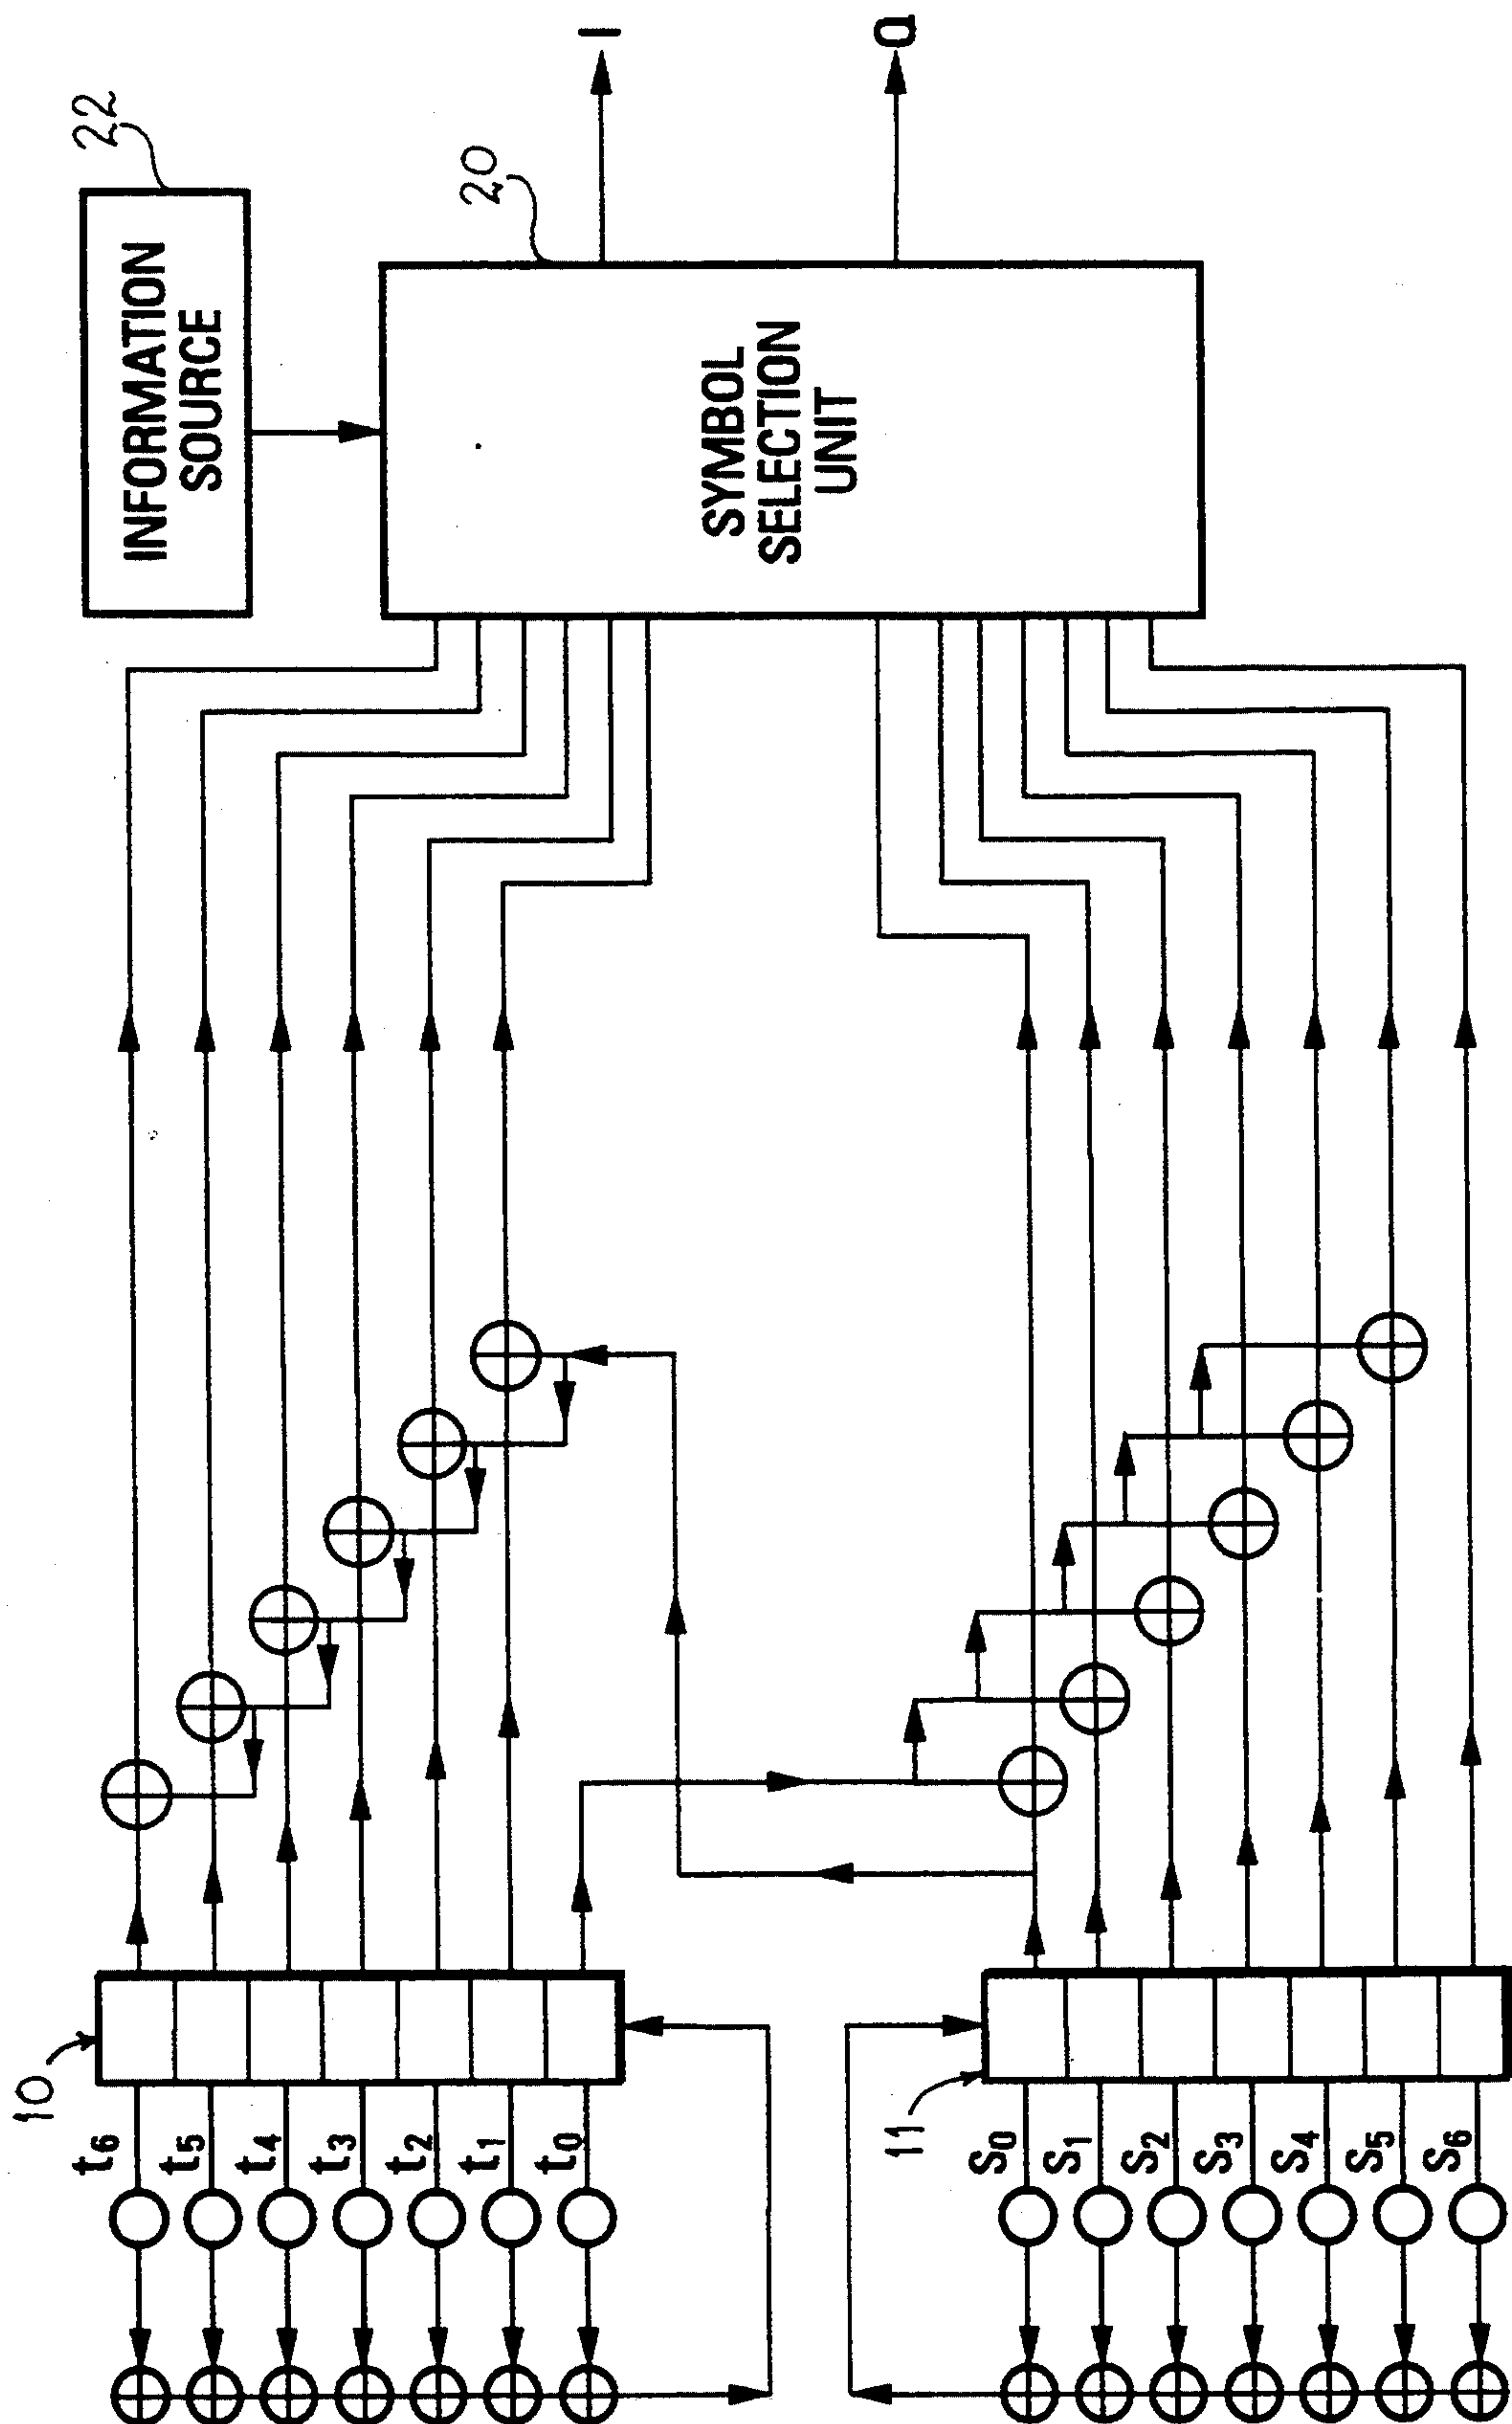 22
INFORMATION
SOURCE
I
Q
20
SYMBOL
SELECTION
UNIT
10
t6
t5
t4
t3
t2
t1
t0
11
S0
S1
S2
S3
S4
S5
S6